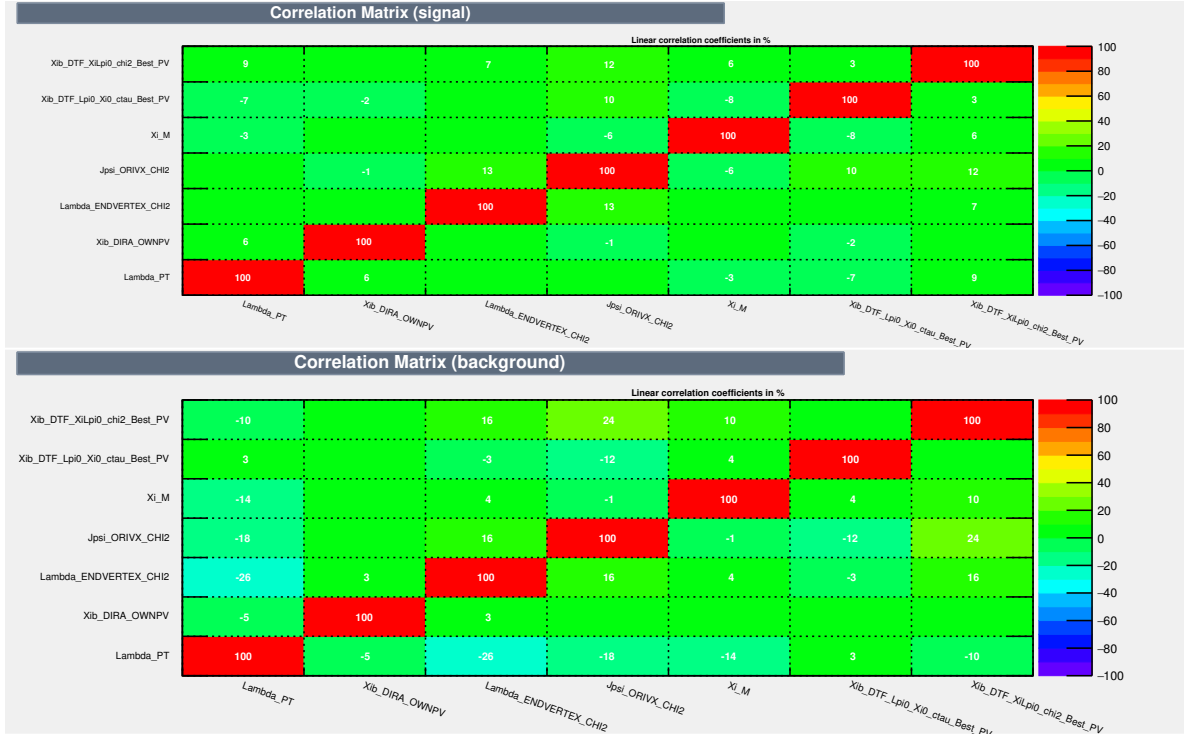 Correlation Matrix (signal)
Linear correlation coefficients in %
Xib_DTF_XiLpi0_chi2_Best_PV 9 7 12 6 3 100
Xib_DTF_Lpi0_Xi0_ctau_Best_PV -7 -2 10 -8 100 3
Xi_M -3 -6 100 -8 6
Jpsi_ORIVX_CHI2 -1 13 100 -6 10 12
Lambda_ENDVERTEX_CHI2 100 13 7
Xib_DIRA_OWNPV 6 100 -1 -2
Lambda_PT 100 6 -3 -7 9
100
80
60
40
20
0
−20
−40
−60
−80
−100
Lambda_PT Xib_DIRA_OWNPV Lambda_ENDVERTEX_CHI2 Jpsi_ORIVX_CHI2 Xi_M Xib_DTF_Lpi0_Xi0_ctau_Best_PV Xib_DTF_XiLpi0_chi2_Best_PV
Correlation Matrix (background)
Linear correlation coefficients in %
Xib_DTF_XiLpi0_chi2_Best_PV -10 16 24 10 100
Xib_DTF_Lpi0_Xi0_ctau_Best_PV 3 -3 -12 4 100
Xi_M -14 4 -1 100 4 10
Jpsi_ORIVX_CHI2 -18 16 100 -1 -12 24
Lambda_ENDVERTEX_CHI2 -26 3 100 16 4 -3 16
Xib_DIRA_OWNPV -5 100 3
Lambda_PT 100 -5 -26 -18 -14 3 -10
100
80
60
40
20
0
−20
−40
−60
−80
−100
Lambda_PT Xib_DIRA_OWNPV Lambda_ENDVERTEX_CHI2 Jpsi_ORIVX_CHI2 Xi_M Xib_DTF_Lpi0_Xi0_ctau_Best_PV Xib_DTF_XiLpi0_chi2_Best_PV